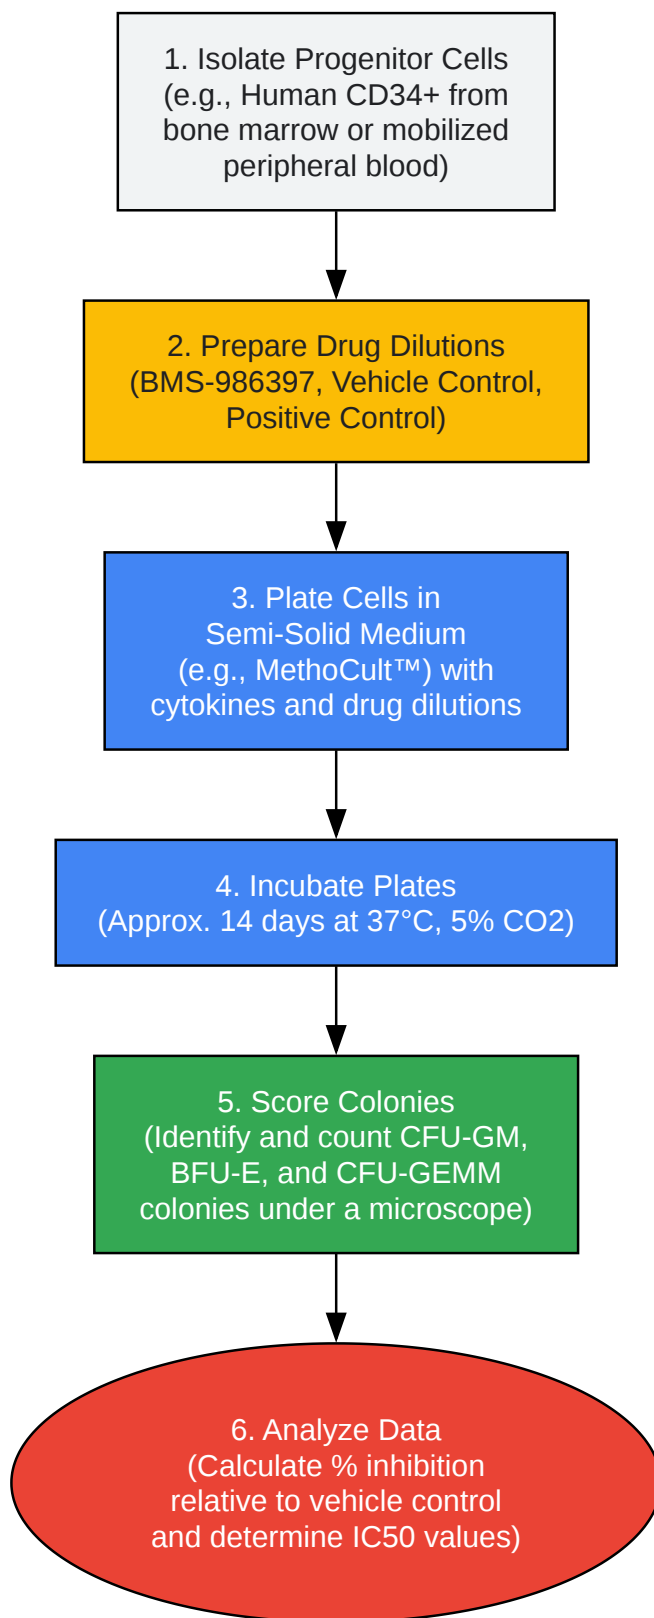 1. Isolate Progenitor Cells
(e.g., Human CD34+ from
bone marrow or mobilized
peripheral blood)
2. Prepare Drug Dilutions
(BMS-986397, Vehicle Control,
Positive Control)
3. Plate Cells in
Semi-Solid Medium
(e.g., MethoCult™) with
cytokines and drug dilutions
4. Incubate Plates
(Approx. 14 days at 37°C, 5% CO2)
5. Score Colonies
(Identify and count CFU-GM,
BFU-E, and CFU-GEMM
colonies under a microscope)
6. Analyze Data
(Calculate % inhibition
relative to vehicle control
and determine IC50 values)